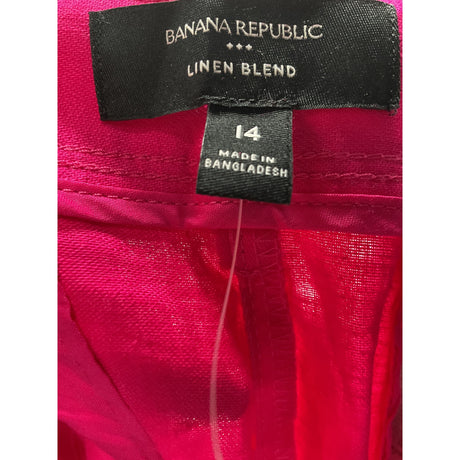 BANANA REPUBLIC
LINEN BLEND
14
MADE IN
BANGLADESH